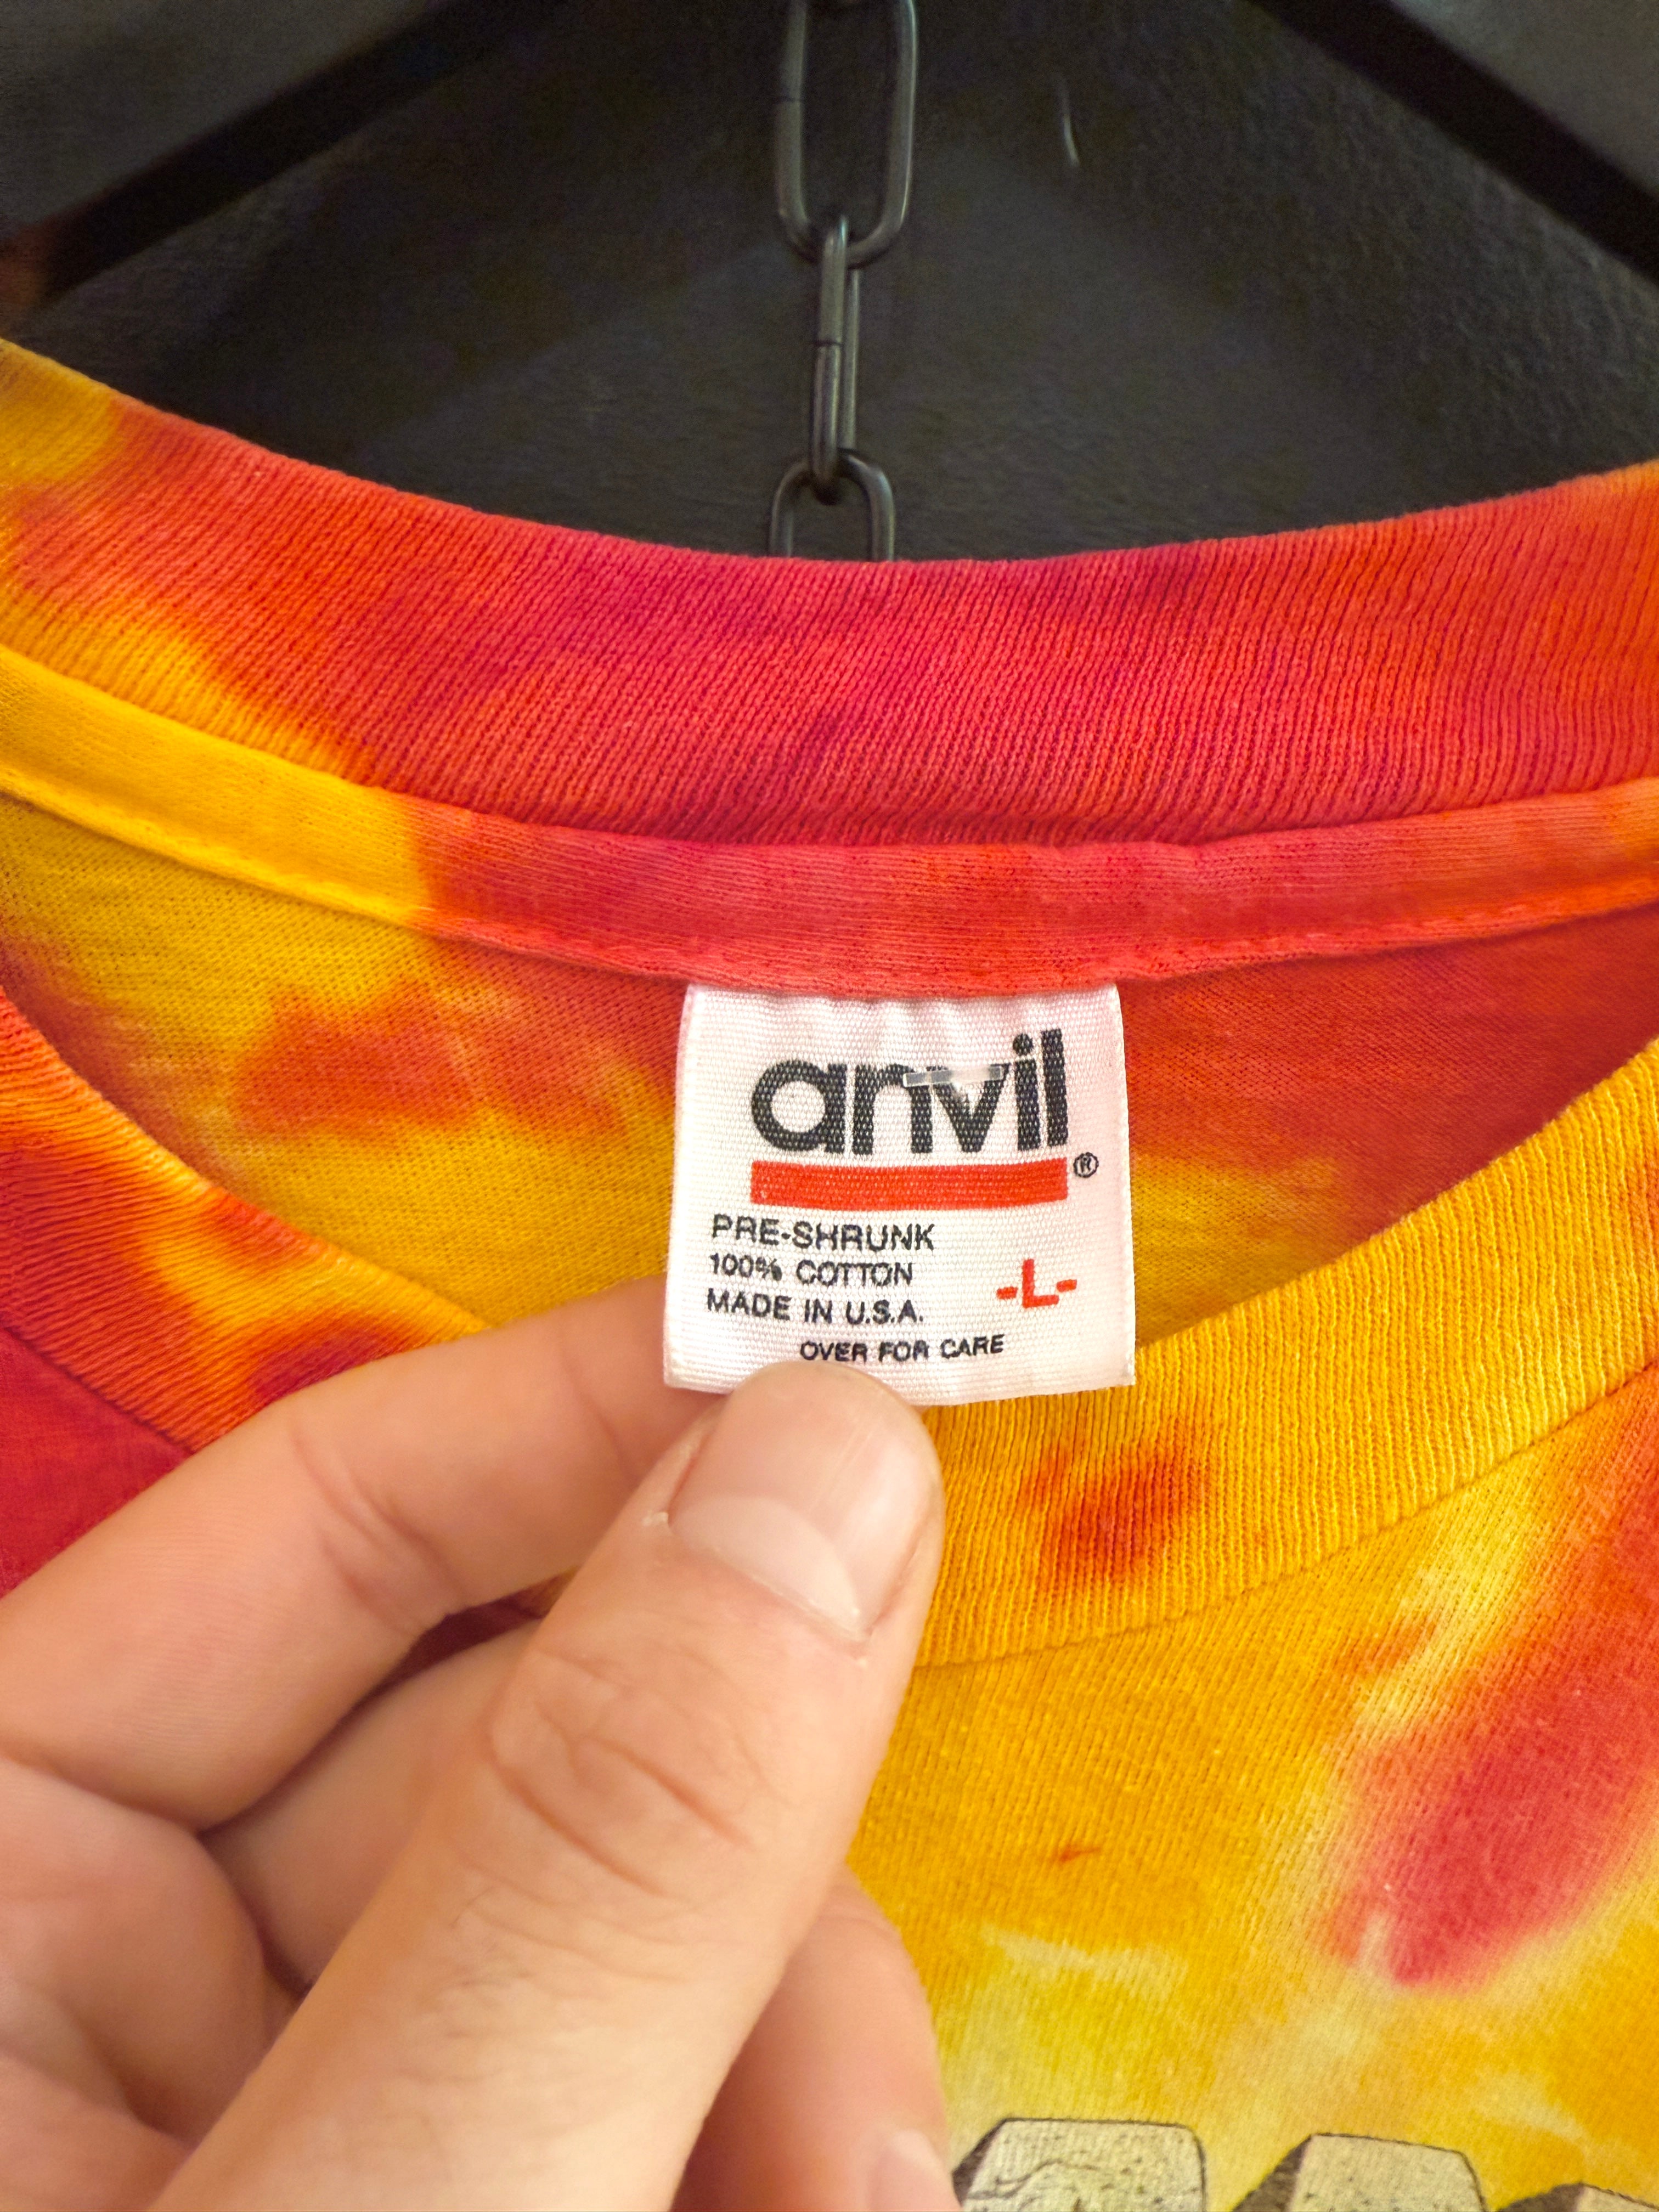 anvil®
PRE-SHRUNK
100% COTTON
MADE IN U.S.A.
-L-
OVER FOR CARE